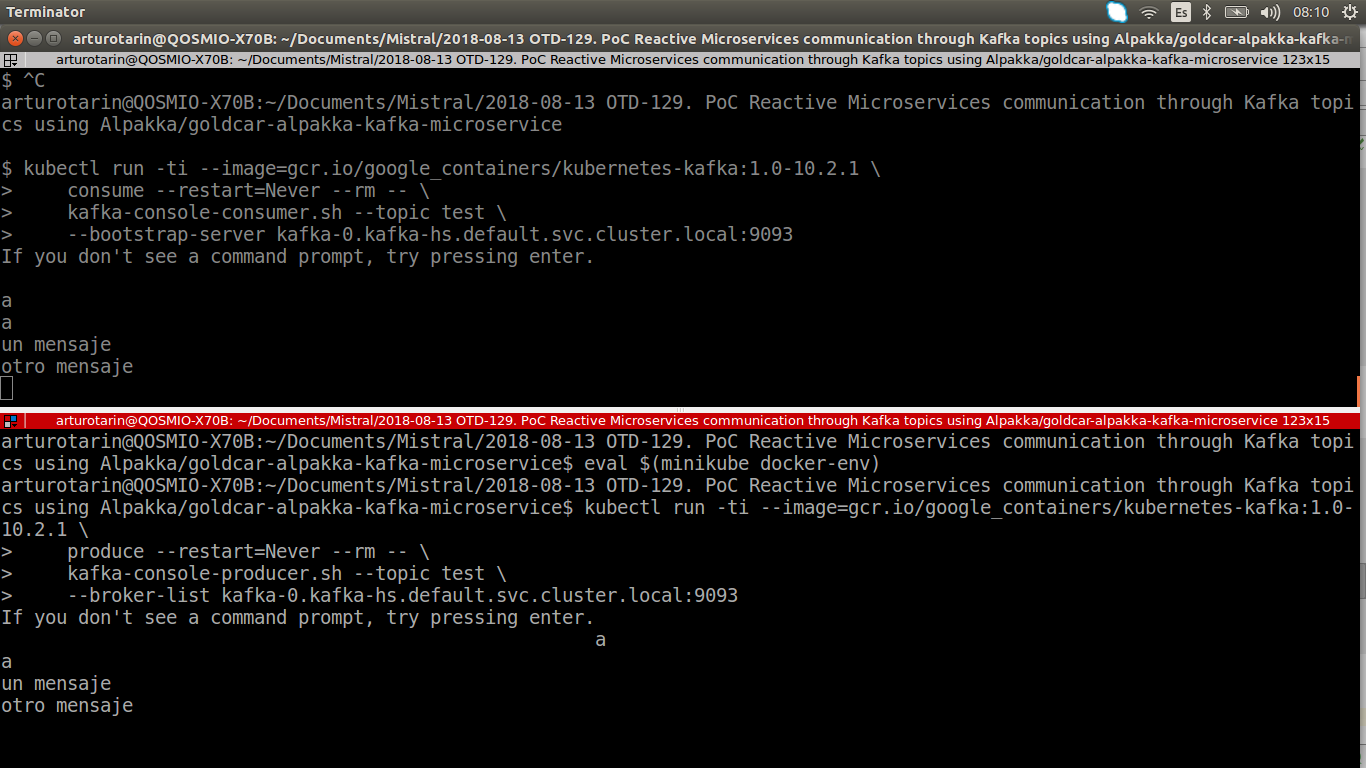 Terminator
Es
08:10
arturotarin@QOSMIO-X70B: ~/Documents/Mistral/2018-08-13 OTD-129. PoC Reactive Microservices communication through Kafka topics using Alpakka/goldcar-alpakka-kafka-
arturotarin@QOSMIO-X70B: ~/Documents/Mistral/2018-08-13 OTD-129. PoC Reactive Microservices communication through Kafka topics using Alpakka/goldcar-alpakka-kafka-microservice 123x15
$ ^C
arturotarin@QOSMIO-X70B:~/Documents/Mistral/2018-08-13 OTD-129. PoC Reactive Microservices communication through Kafka topi
cs using Alpakka/goldcar-alpakka-kafka-microservice
$ kubectl run -ti --image=gcr.io/google_containers/kubernetes-kafka:1.0-10.2.1 \
>     consume --restart=Never --rm -- \
>     kafka-console-consumer.sh --topic test \
>     --bootstrap-server kafka-0.kafka-hs.default.svc.cluster.local:9093
If you don't see a command prompt, try pressing enter.
a
a
un mensaje
otro mensaje
arturotarin@QOSMIO-X70B: ~/Documents/Mistral/2018-08-13 OTD-129. PoC Reactive Microservices communication through Kafka topics using Alpakka/goldcar-alpakka-kafka-microservice 123x15
arturotarin@QOSMIO-X70B:~/Documents/Mistral/2018-08-13 OTD-129. PoC Reactive Microservices communication through Kafka topi
cs using Alpakka/goldcar-alpakka-kafka-microservice$ eval $(minikube docker-env)
arturotarin@QOSMIO-X70B:~/Documents/Mistral/2018-08-13 OTD-129. PoC Reactive Microservices communication through Kafka topi
cs using Alpakka/goldcar-alpakka-kafka-microservice$ kubectl run -ti --image=gcr.io/google_containers/kubernetes-kafka:1.0-
10.2.1 \
>     produce --restart=Never --rm -- \
>     kafka-console-producer.sh --topic test \
>     --broker-list kafka-0.kafka-hs.default.svc.cluster.local:9093
If you don't see a command prompt, try pressing enter.
a
a
un mensaje
otro mensaje